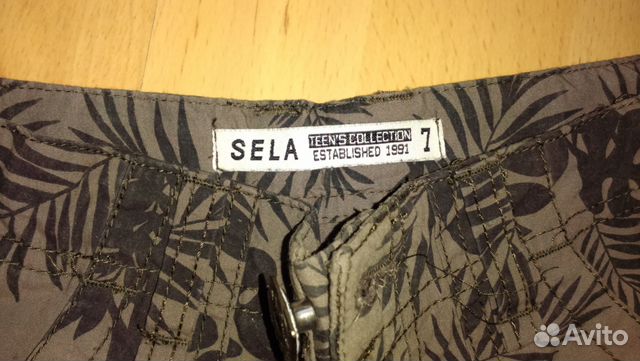 SELA TEEN'S COLLECTION 7
ESTABLISHED 1991
Avito